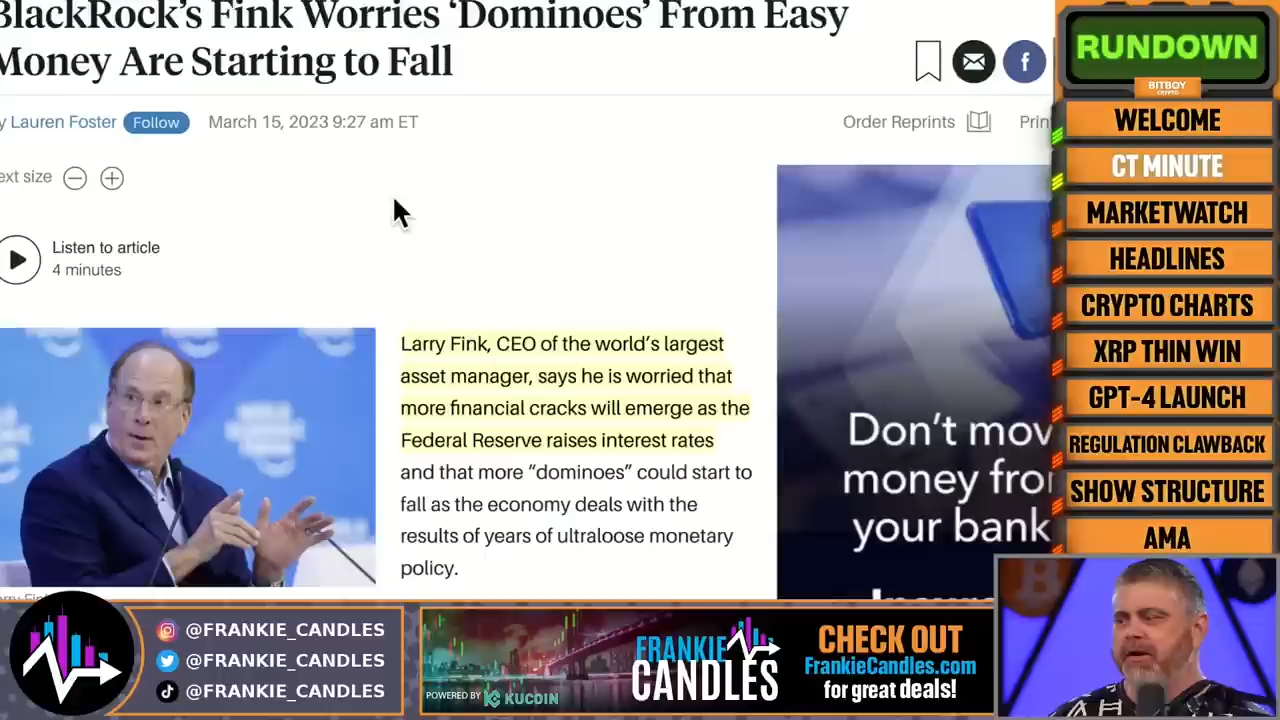 BlackRock's Fink Worries ‘Dominoes’ From Easy
Money Are Starting to Fall
y Lauren Foster Follow March 15, 2023 9:27 am ET
Order Reprints
Prin
ext size
Listen to article
4 minutes
Larry Fink, CEO of the world's largest
asset manager, says he is worried that
more financial cracks will emerge as the
Federal Reserve raises interest rates
and that more “dominoes” could start to
fall as the economy deals with the
results of years of ultraloose monetary
policy.
Don't mov
money fro
your bank
RUNDOWN
BITBOY
CRYPTO
WELCOME
CT MINUTE
MARKETWATCH
HEADLINES
CRYPTO CHARTS
XRP THIN WIN
GPT-4 LAUNCH
REGULATION CLAWBACK
SHOW STRUCTURE
AMA
@FRANKIE_CANDLES
@FRANKIE_CANDLES
@FRANKIE_CANDLES
POWERED BY KUCOIN
FRANKIE
CANDLES
CHECK OUT
FrankieCandles.com
for great deals!